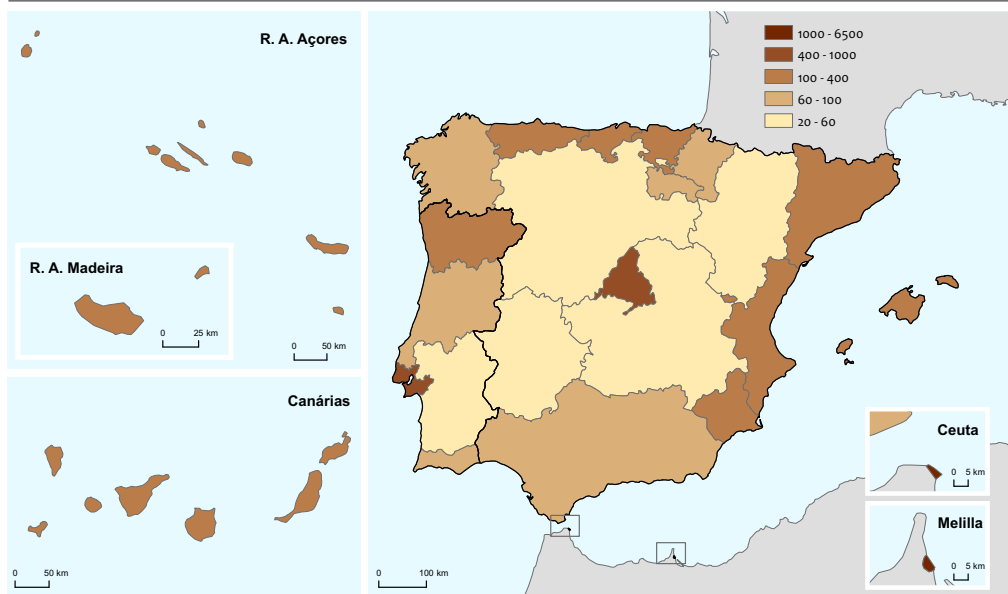 R. A. Açores
R. A. Madeira
0 25 km
0 50 km
Canárias
0 50 km
1000 - 6500
400 - 1000
100 - 400
60 - 100
20 - 60
0 100 km
Ceuta
0 5 km
Melilla
0 5 km